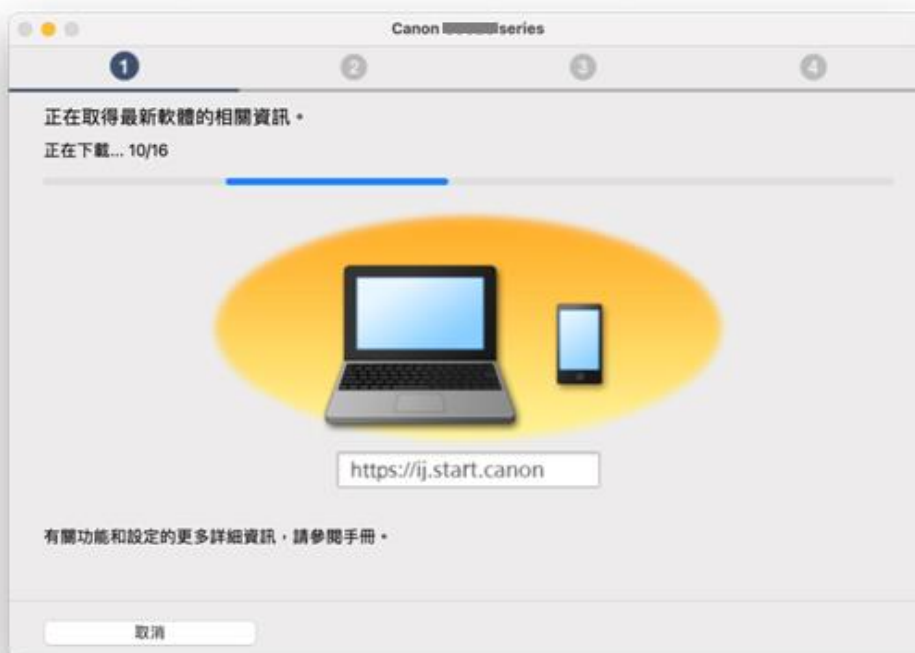 Canon series
1 2 3 4
正在取得最新軟體的相關資訊。
正在下載... 10/16
https://ij.start.canon
有關功能和設定的更多詳細資訊，請參閱手冊。
取消